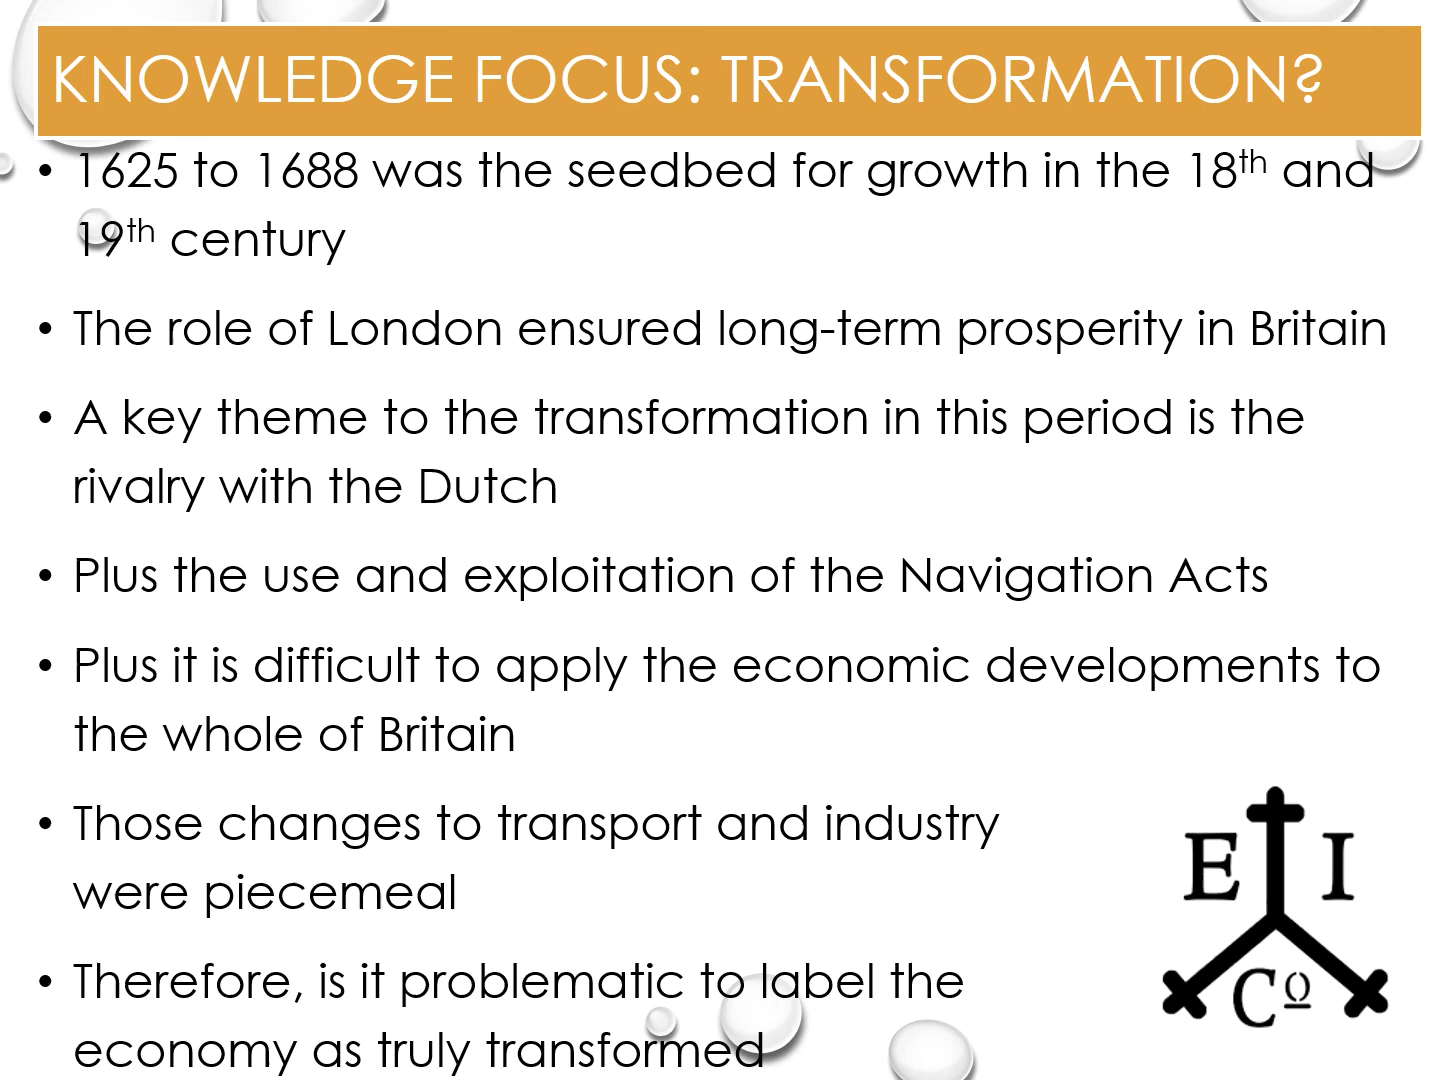 KNOWLEDGE FOCUS: TRANSFORMATION?
• 1625 to 1688 was the seedbed for growth in the 18th and
19th century
• The role of London ensured long-term prosperity in Britain
• A key theme to the transformation in this period is the
rivalry with the Dutch
• Plus the use and exploitation of the Navigation Acts
• Plus it is difficult to apply the economic developments to
the whole of Britain
• Those changes to transport and industry
were piecemeal
• Therefore, is it problematic to label the
economy as truly transformed
E I
Co